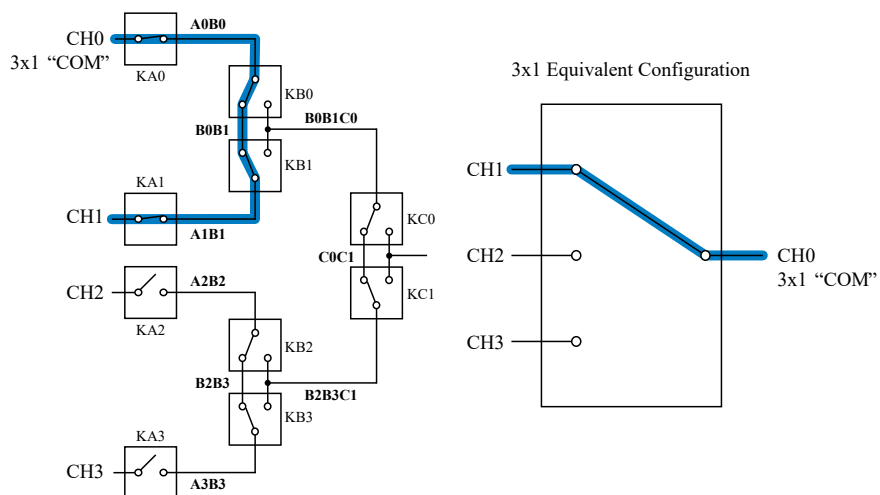 CH0
3x1 “COM”
A0B0
KA0
KB0
B0B1
B0B1C0
KB1
KA1
CH1
A1B1
KC0
C0C1
KC1
CH2
A2B2
KA2
KB2
B2B3
B2B3C1
KB3
KA3
CH3
A3B3
3x1 Equivalent Configuration
CH1
CH2
CH0
3x1 “COM”
CH3